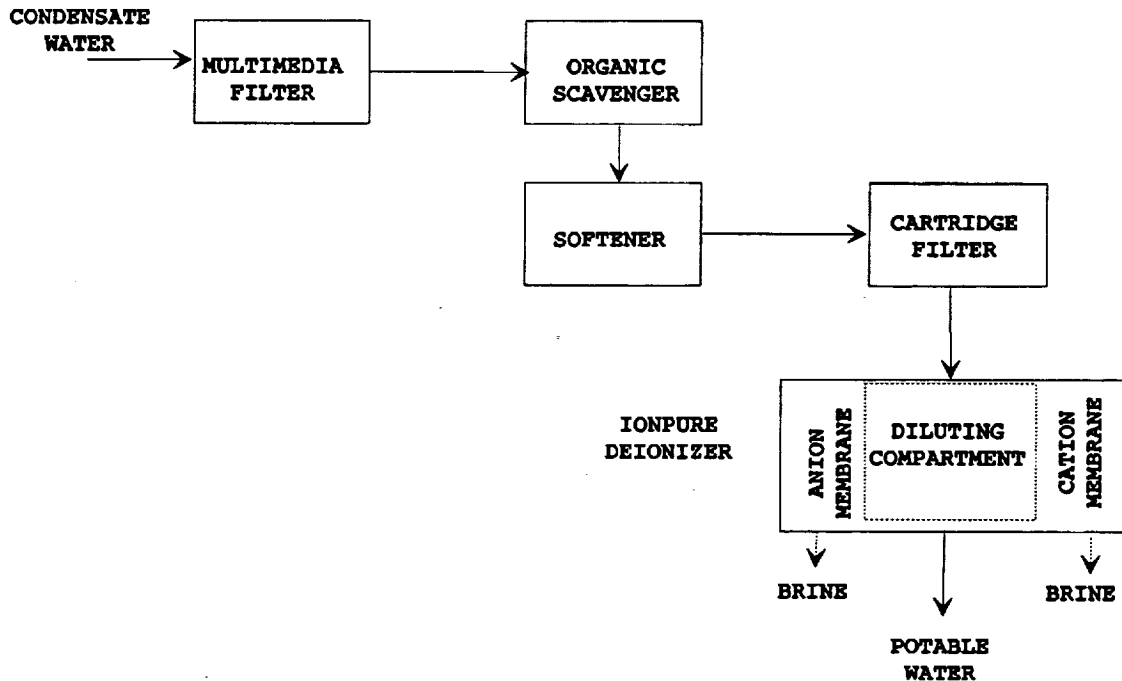 CONDENSATE
WATER
MULTIMEDIA
FILTER
ORGANIC
SCAVENGER
SOFTENER
CARTRIDGE
FILTER
IONPURE
DEIONIZER
ANION
MEMBRANE
DILUTING
COMPARTMENT
CATION
MEMBRANE
BRINE
BRINE
POTABLE
WATER